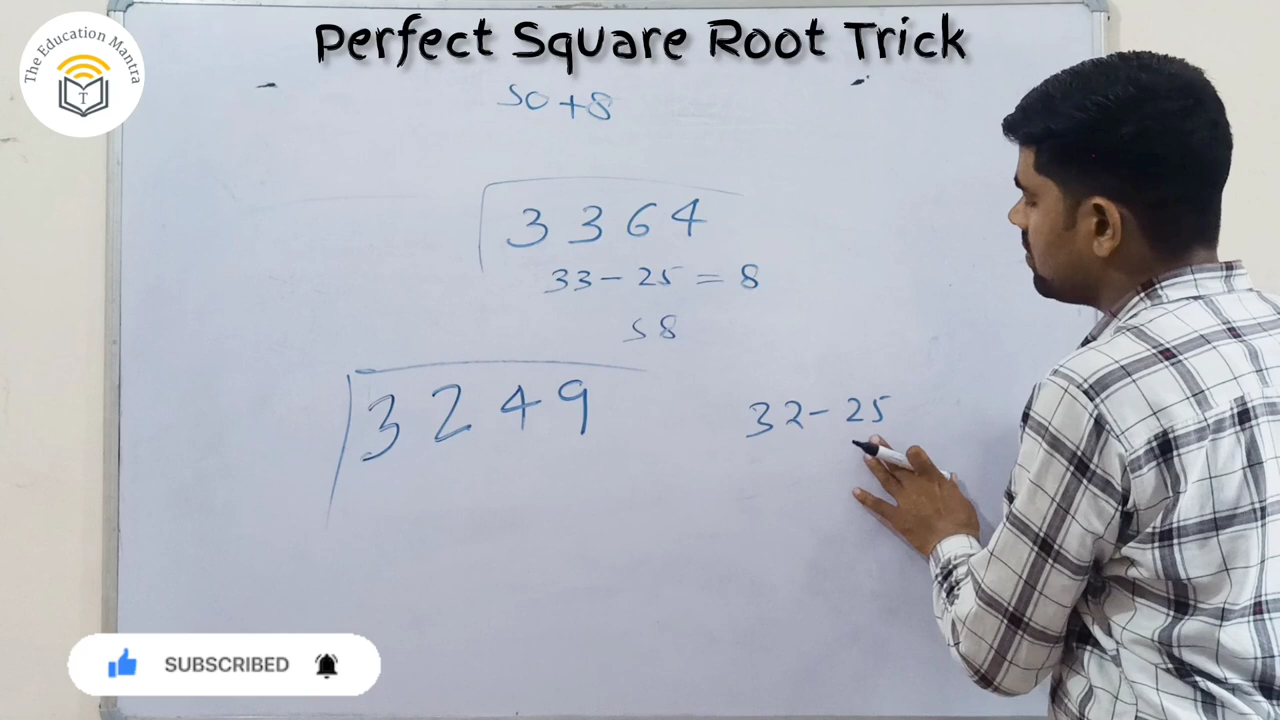 Perfect Square Root Trick
The Education Mantra
T
50 + 8
3364
33 - 25 = 8
58
3249
32 - 25
SUBSCRIBED